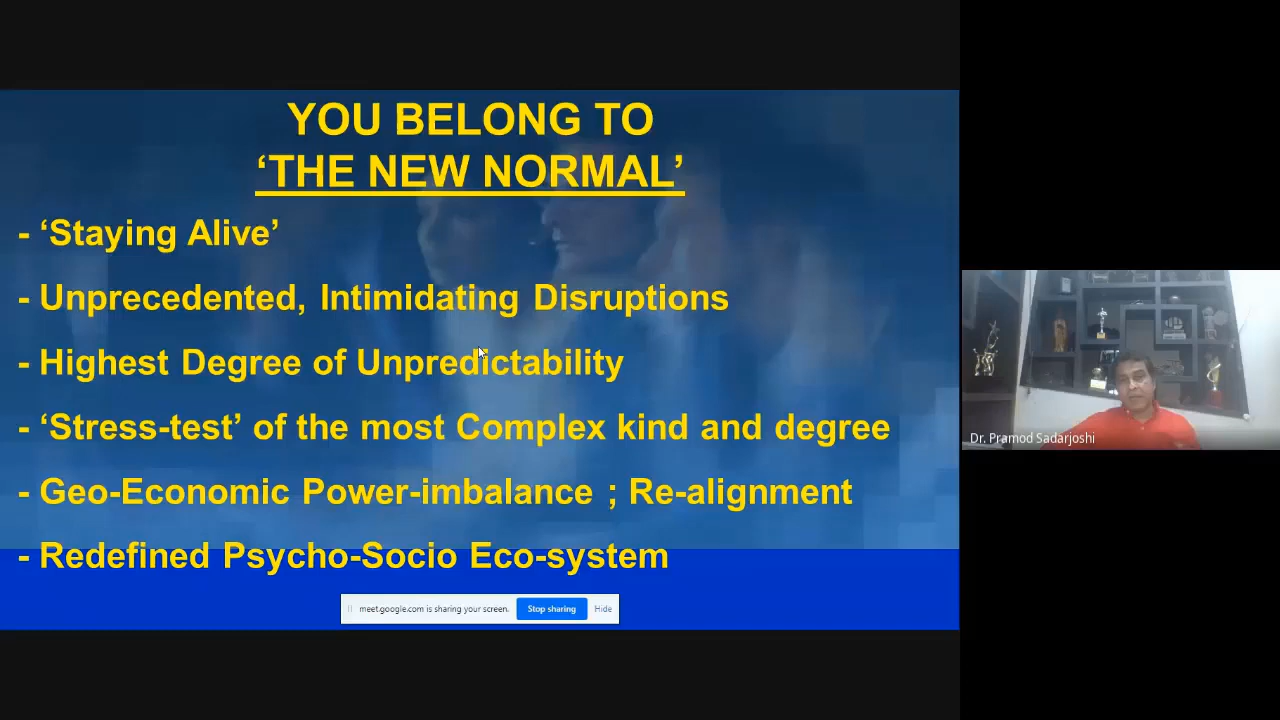 YOU BELONG TO
‘THE NEW NORMAL’
- ‘Staying Alive’
- Unprecedented, Intimidating Disruptions
- Highest Degree of Unpredictability
- ‘Stress-test’ of the most Complex kind and degree
- Geo-Economic Power-imbalance ; Re-alignment
- Redefined Psycho-Socio Eco-system
meet.google.com is sharing your screen. Stop sharing Hide
Dr. Pramod Sadarjoshi